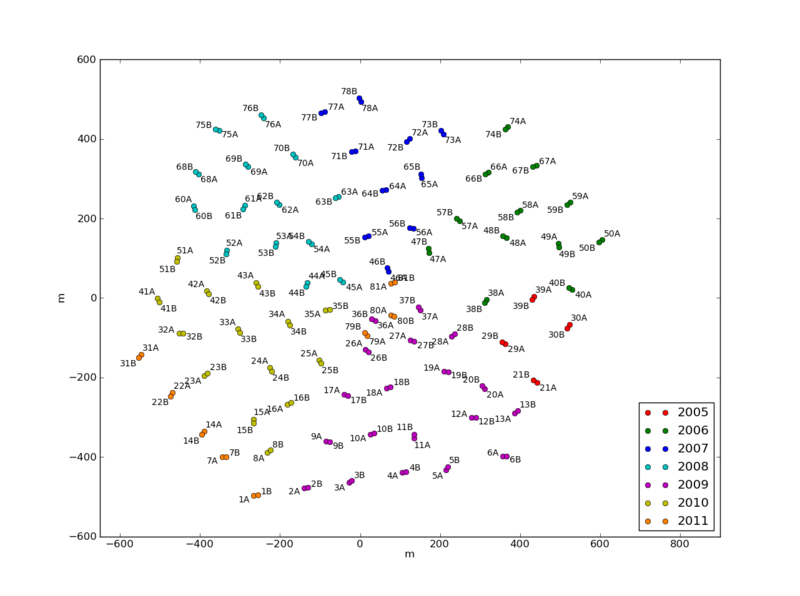 600
78B
78A
77A
77B
76B
76A
75B
75A
74A
74B
73B
73A
72A
72B
400
71A
71B
70B
70A
69B
69A
68B
68A
67A
67B
66A
66B
65B
65A
64A
64B
63A
63B
62B
62A
61A
61B
60A
60B
59A
59B
58A
58B
57B
57A
200
56B
56A
55A
55B
54B
54A
53A
53B
52A
52B
51A
51B
50A
50B
49A
49B
48B
48A
47B
47A
46B
46A
81B
81A
45B
45A
44A
44B
43A
43B
42A
42B
41A
41B
40B
40A
39A
39B
38A
38B
37B
37A
m
0
36B
36A
35B
35A
34A
34B
33A
33B
32A
32B
31A
31B
80A
80B
79B
79A
30A
30B
29B
29A
28B
28A
27A
27B
26A
26B
25A
25B
24A
24B
23B
23A
22A
22B
21B
21A
20B
20A
19A
19B
18B
18A
17A
17B
16B
16A
15A
15B
14A
14B
13B
13A
12A
12B
11B
11A
10B
10A
9A
9B
8B
8A
7B
7A
6A
6B
5B
5A
4B
4A
3B
3A
2B
2A
1B
1A
−200
−400
−600
2005
2006
2007
2008
2009
2010
2011
−600 −400 −200 0 200 400 600 800
m